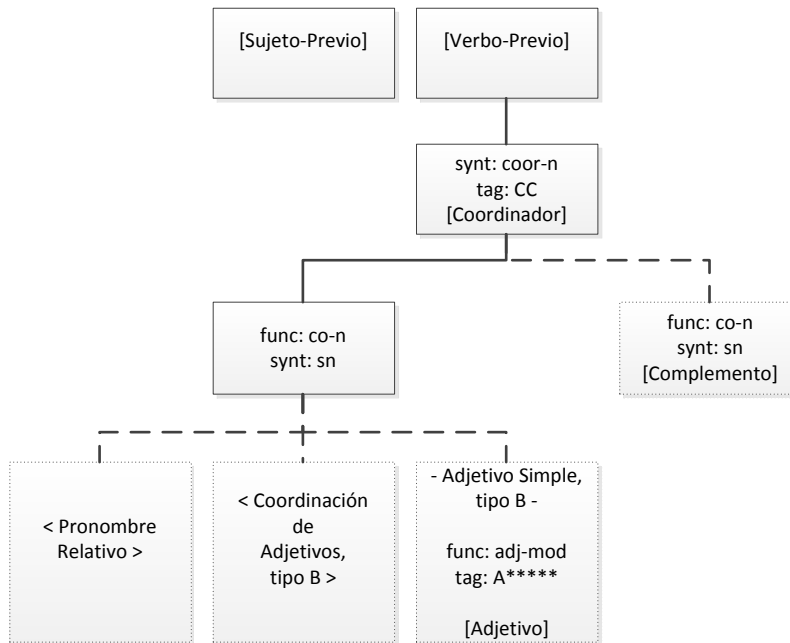 [Sujeto-Previo]
[Verbo-Previo]
synt: coor-n
tag: CC
[Coordinador]
func: co-n
synt: sn
func: co-n
synt: sn
[Complemento]
< Pronombre
Relativo >
< Coordinación
de
Adjetivos,
tipo B >
- Adjetivo Simple,
tipo B -
func: adj-mod
tag: A*****
[Adjetivo]